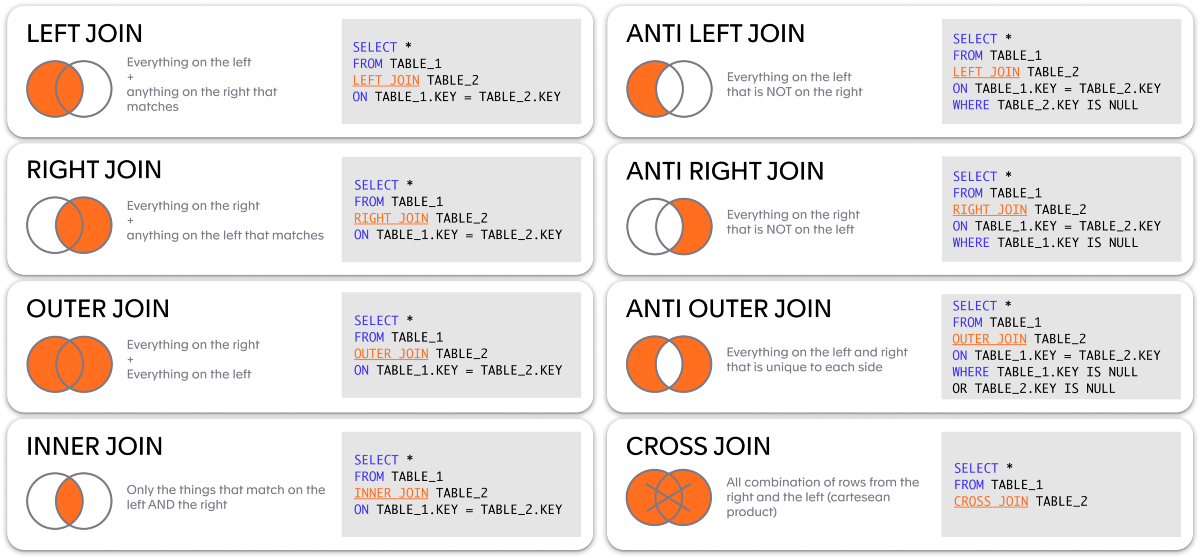 LEFT JOIN
Everything on the left
+
anything on the right that
matches
SELECT *
FROM TABLE_1
LEFT JOIN TABLE_2
ON TABLE_1.KEY = TABLE_2.KEY
ANTI LEFT JOIN
Everything on the left
that is NOT on the right
SELECT *
FROM TABLE_1
LEFT JOIN TABLE_2
ON TABLE_1.KEY = TABLE_2.KEY
WHERE TABLE_2.KEY IS NULL
RIGHT JOIN
Everything on the right
+
anything on the left that matches
SELECT *
FROM TABLE_1
RIGHT JOIN TABLE_2
ON TABLE_1.KEY = TABLE_2.KEY
ANTI RIGHT JOIN
Everything on the right
that is NOT on the left
SELECT *
FROM TABLE_1
RIGHT JOIN TABLE_2
ON TABLE_1.KEY = TABLE_2.KEY
WHERE TABLE_1.KEY IS NULL
OUTER JOIN
Everything on the right
+
Everything on the left
SELECT *
FROM TABLE_1
OUTER JOIN TABLE_2
ON TABLE_1.KEY = TABLE_2.KEY
ANTI OUTER JOIN
Everything on the left and right
that is unique to each side
SELECT *
FROM TABLE_1
OUTER JOIN TABLE_2
ON TABLE_1.KEY = TABLE_2.KEY
WHERE TABLE_1.KEY IS NULL
OR TABLE_2.KEY IS NULL
INNER JOIN
Only the things that match on the
left AND the right
SELECT *
FROM TABLE_1
INNER JOIN TABLE_2
ON TABLE_1.KEY = TABLE_2.KEY
CROSS JOIN
All combination of rows from the
right and the left (cartesean
product)
SELECT *
FROM TABLE_1
CROSS JOIN TABLE_2